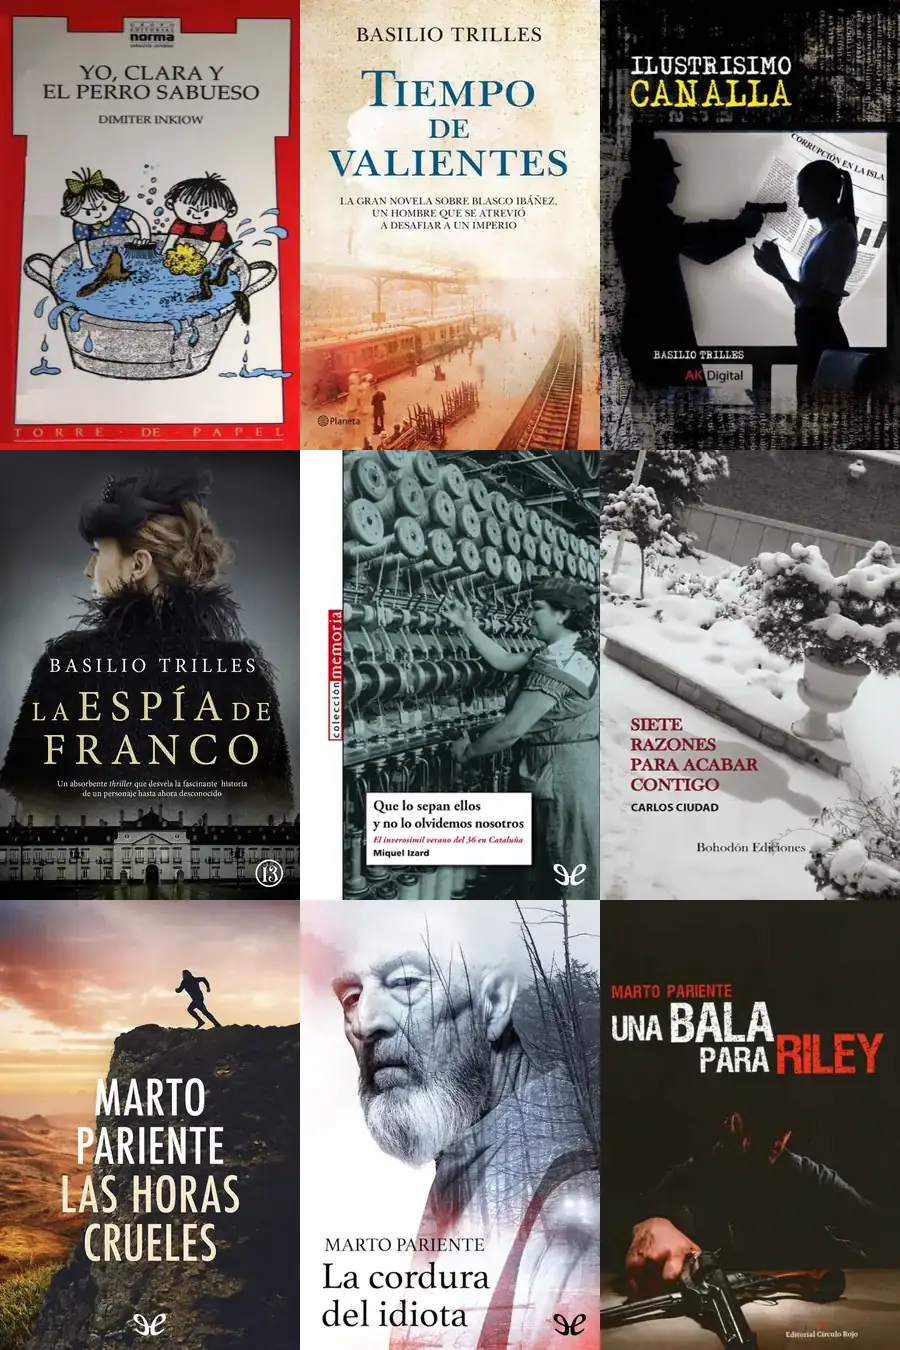 GRUPO
EDITORIAL
norma
YO, CLARA Y
EL PERRO SABUESO
DIMITER INKIOW
TORRE · DE · PAPEL
BASILIO TRILLES
TIEMPO
DE
VALIENTES
LA GRAN NOVELA SOBRE BLASCO IBÁÑEZ,
UN HOMBRE QUE SE ATREVIÓ
A DESAFIAR A UN IMPERIO
Planeta
ILUSTRISIMO
CANALLA
CORRUPCIÓN EN LA ISLA
BASILIO TRILLES
AK Digital
BASILIO TRILLES
LA ESPÍA DE
FRANCO
Un absorbente thriller que desvela la fascinante historia
de un personaje hasta ahora desconocido
13
colección memoria
Que lo sepan ellos
y no lo olvidemos nosotros
El inverosímil verano del 36 en Cataluña
Miquel Izard
SIETE
RAZONES
PARA ACABAR
CONTIGO
CARLOS CIUDAD
Bohodón Ediciones
MARTO
PARIENTE
LAS HORAS
CRUELES
MARTO PARIENTE
La cordura
del idiota
MARTO PARIENTE
UNA BALA
PARA RILEY
Editorial Círculo Rojo